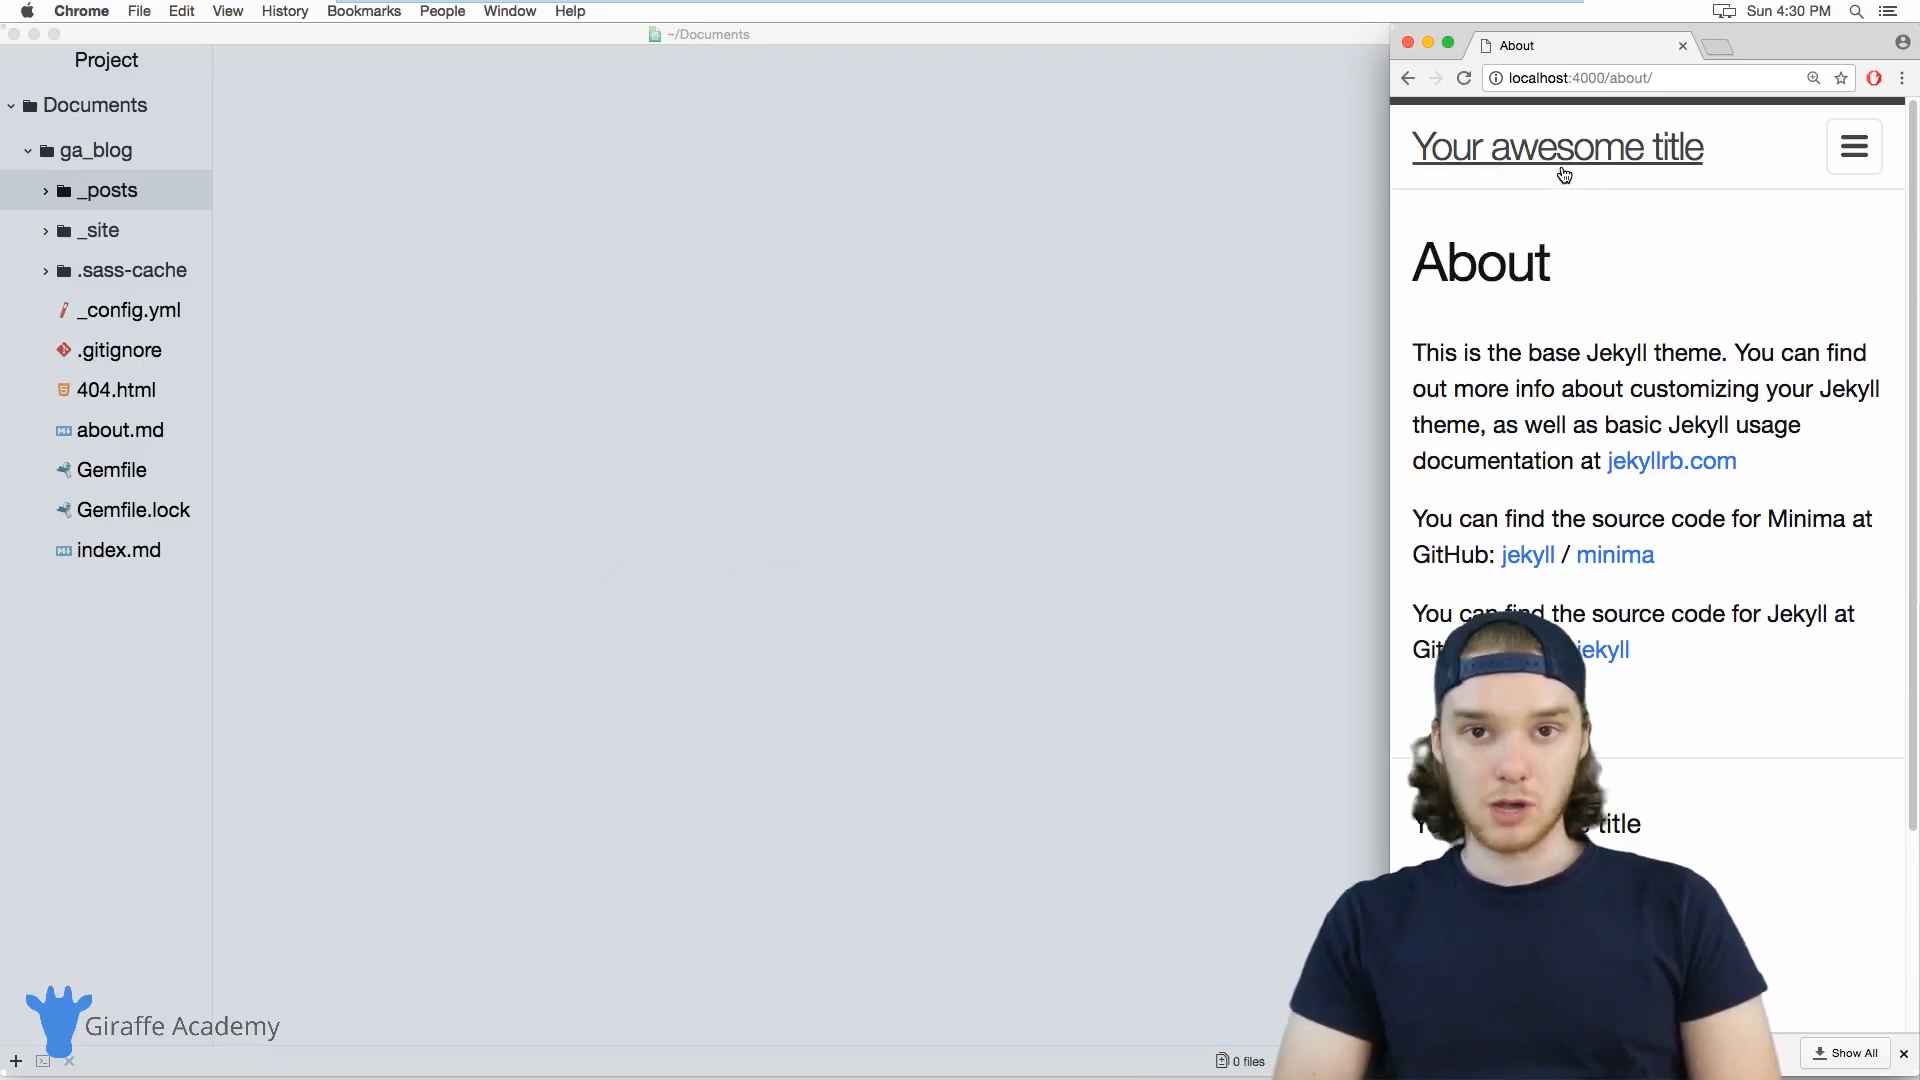 Chrome File Edit View History Bookmarks People Window Help Sun 4:30 PM
~/Documents
Project
Documents
ga_blog
_posts
_site
.sass-cache
_config.yml
.gitignore
404.html
about.md
Gemfile
Gemfile.lock
index.md
Giraffe Academy
0 files
About
localhost:4000/about/
Your awesome title
About
This is the base Jekyll theme. You can find
out more info about customizing your Jekyll
theme, as well as basic Jekyll usage
documentation at jekyllrb.com
You can find the source code for Minima at
GitHub: jekyll / minima
You can find the source code for Jekyll at
jekyll
title
Show All